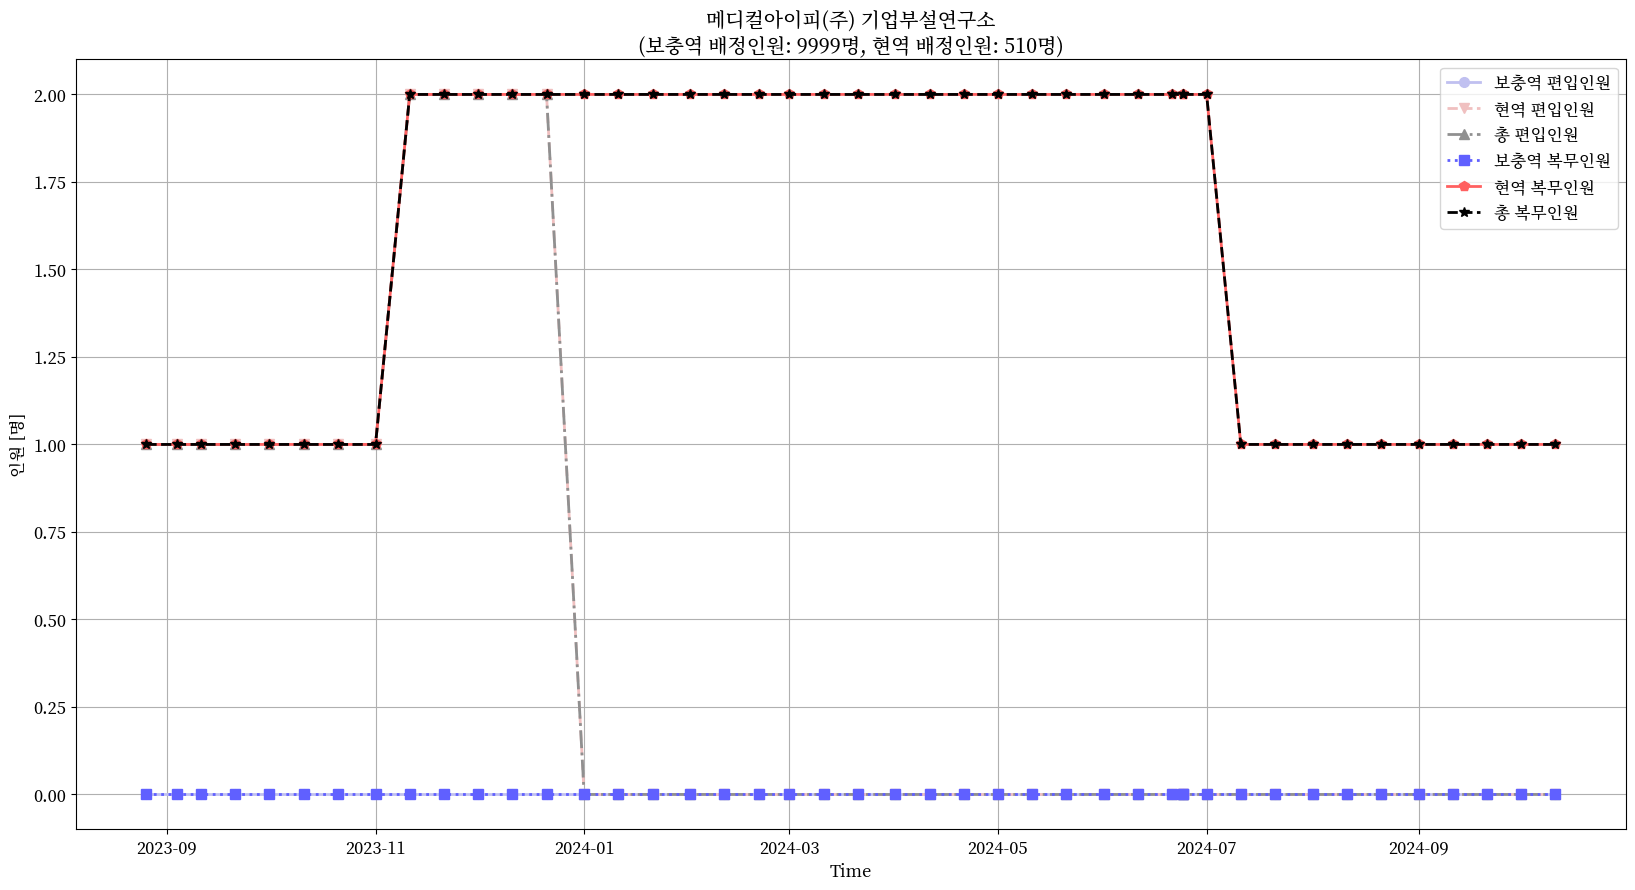 메디컬아이피(주) 기업부설연구소
(보충역 배정인원: 9999명, 현역 배정인원: 510명)
보충역 편입인원
현역 편입인원
총 편입인원
보충역 복무인원
현역 복무인원
총 복무인원
인원 [명]
2.00
1.75
1.50
1.25
1.00
0.75
0.50
0.25
0.00
2023-09 2023-11 2024-01 2024-03 2024-05 2024-07 2024-09
Time